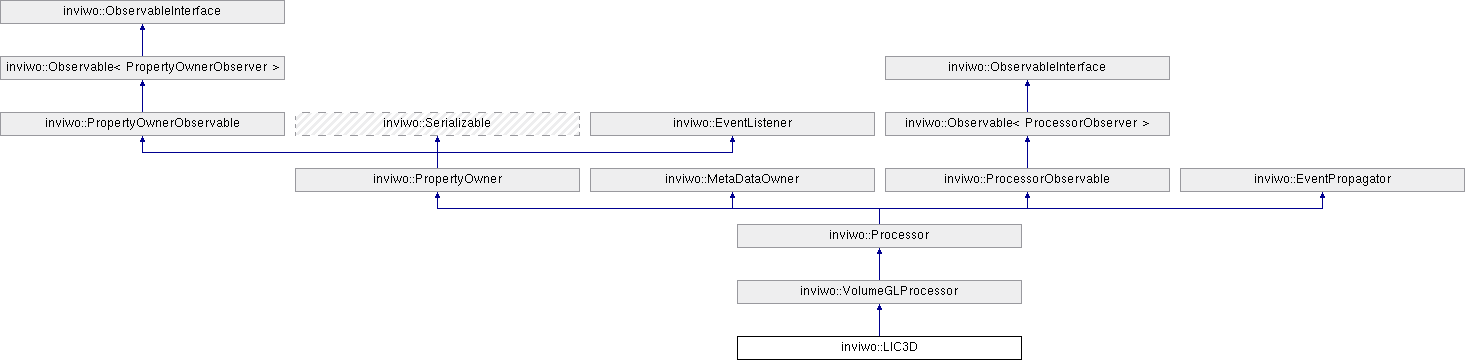 inviwo::ObservableInterface
inviwo::Observable< PropertyOwnerObserver >
inviwo::ObservableInterface
inviwo::PropertyOwnerObservable
inviwo::Serializable
inviwo::EventListener
inviwo::Observable< ProcessorObserver >
inviwo::PropertyOwner
inviwo::MetaDataOwner
inviwo::ProcessorObservable
inviwo::EventPropagator
inviwo::Processor
inviwo::VolumeGLProcessor
inviwo::LIC3D